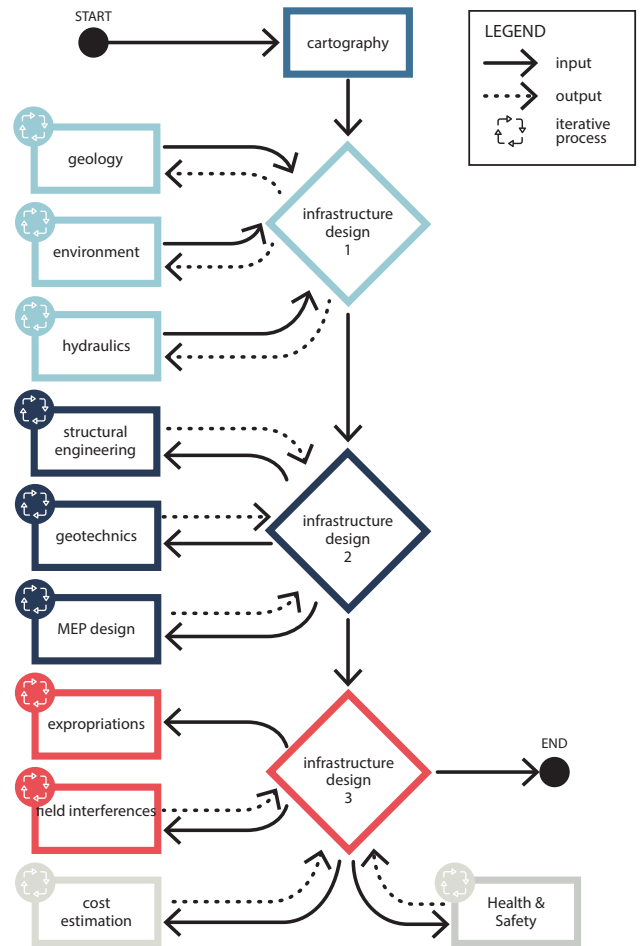 START
cartography
LEGEND
input
output
iterative
process
geology
infrastructure
design
1
environment
hydraulics
structural
engineering
geotechnics
infrastructure
design
2
MEP design
expropriations
END
infrastructure
design
3
field interferences
cost
estimation
Health &
Safety